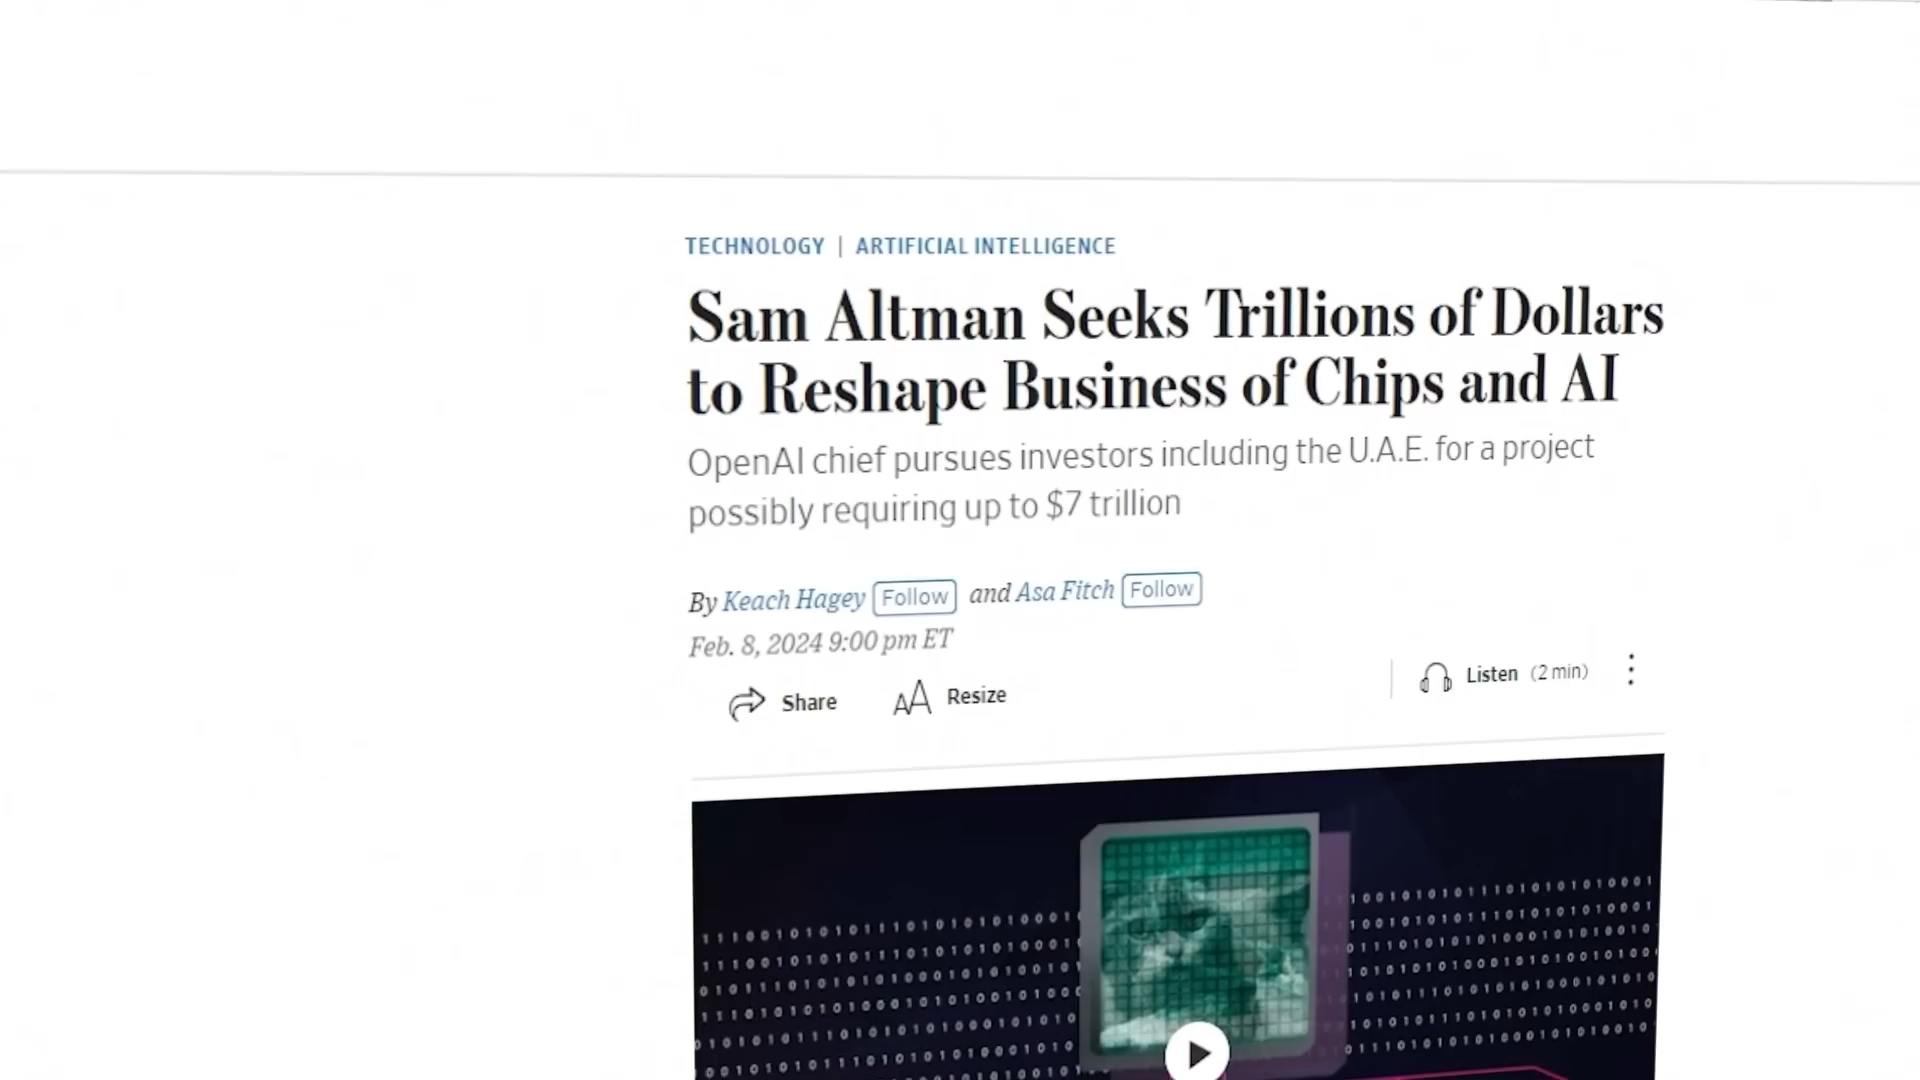 TECHNOLOGY | ARTIFICIAL INTELLIGENCE
Sam Altman Seeks Trillions of Dollars
to Reshape Business of Chips and AI
OpenAI chief pursues investors including the U.A.E. for a project
possibly requiring up to $7 trillion
By Keach Hagey Follow and Asa Fitch Follow
Feb. 8, 2024 9:00 pm ET
Share Resize Listen (2 min)